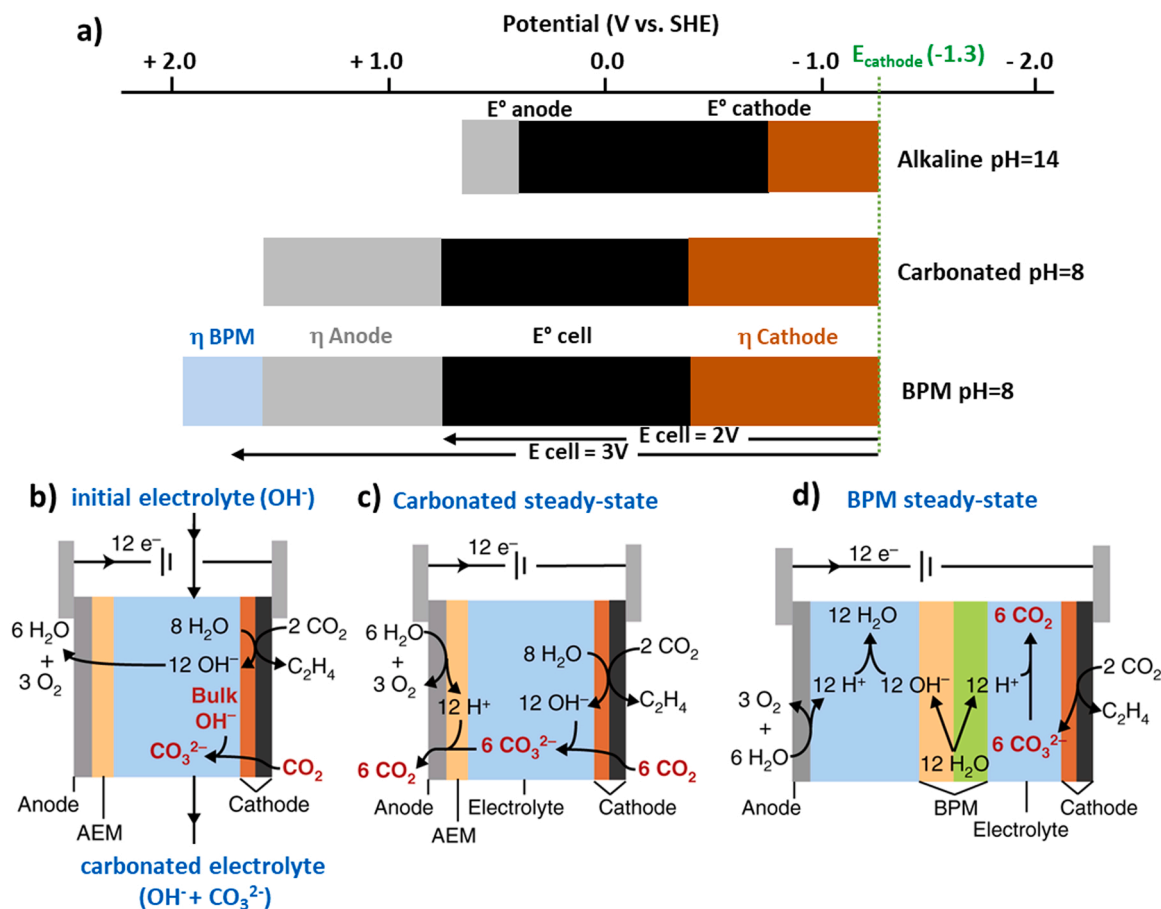 a)
Potential (V vs. SHE)
+ 2.0 + 1.0 0.0 - 1.0 - 2.0
E_cathode (-1.3)
E° anode E° cathode
Alkaline pH=14
Carbonated pH=8
η BPM η Anode E° cell η Cathode
BPM pH=8
E cell = 2V
E cell = 3V
b) initial electrolyte (OH⁻)
12 e⁻
6 H₂O
+
3 O₂
8 H₂O
2 CO₂
12 OH⁻
C₂H₄
Bulk
OH⁻
CO₃²⁻
CO₂
Anode
AEM
Cathode
carbonated electrolyte
(OH⁻ + CO₃²⁻)
c) Carbonated steady-state
12 e⁻
6 H₂O
+
3 O₂
8 H₂O
2 CO₂
12 H⁺
12 OH⁻
C₂H₄
6 CO₃²⁻
6 CO₂
6 CO₂
Anode
AEM
Electrolyte
Cathode
d) BPM steady-state
12 e⁻
12 H₂O
6 CO₂
2 CO₂
12 H⁺
12 OH⁻
12 H⁺
3 O₂
+
6 H₂O
C₂H₄
6 CO₃²⁻
12 H₂O
Anode
BPM
Electrolyte
Cathode